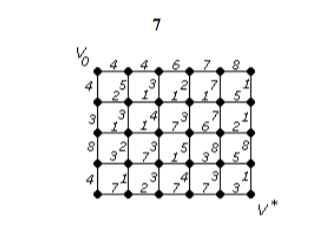 7
V₀
4 4 6 7 8
4 5 3 2 7 1
2 1 1 1 5
3 3 4 3 7 1
1 1 7 6 2
8 2 3 5 8 8
3 7 1 3 5
4 1 3 4 3 1
7 2 7 7 3
V*